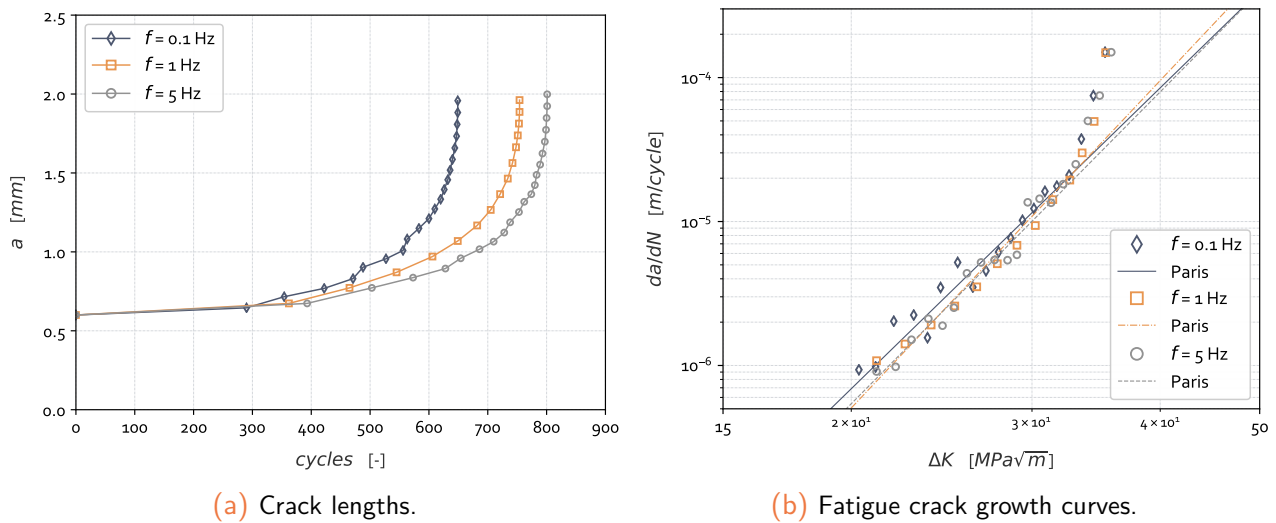 2.5
2.0
1.5
1.0
0.5
0.0
a [mm]
0 100 200 300 400 500 600 700 800 900
cycles [-]
f = 0.1 Hz
f = 1 Hz
f = 5 Hz
(a) Crack lengths.
10⁻⁴
10⁻⁵
10⁻⁶
da/dN [m/cycle]
15 2×10¹ 3×10¹ 4×10¹ 50
ΔK [MPa√m]
f = 0.1 Hz
Paris
f = 1 Hz
Paris
f = 5 Hz
Paris
(b) Fatigue crack growth curves.